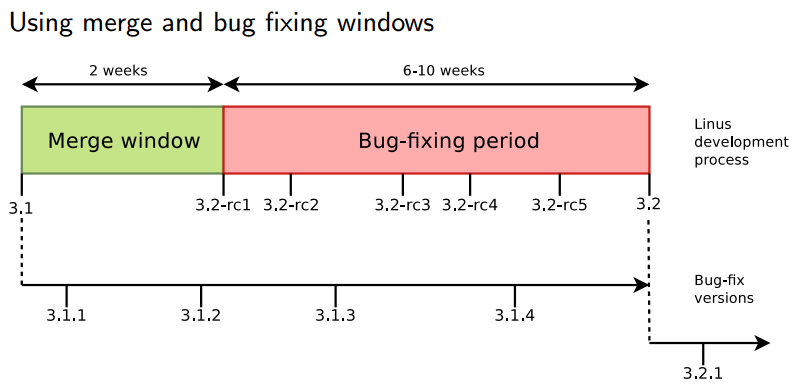 Using merge and bug fixing windows
2 weeks
6-10 weeks
Merge window
Bug-fixing period
Linus
development
process
3.1
3.2-rc1
3.2-rc2
3.2-rc3
3.2-rc4
3.2-rc5
3.2
Bug-fix
versions
3.1.1
3.1.2
3.1.3
3.1.4
3.2.1